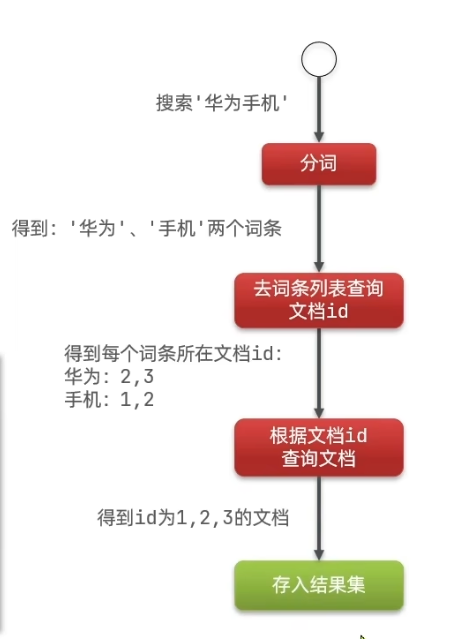 搜索'华为手机'
分词
得到：'华为'、'手机'两个词条
去词条列表查询
文档id
得到每个词条所在文档id：
华为：2,3
手机：1,2
根据文档id
查询文档
得到id为1,2,3的文档
存入结果集